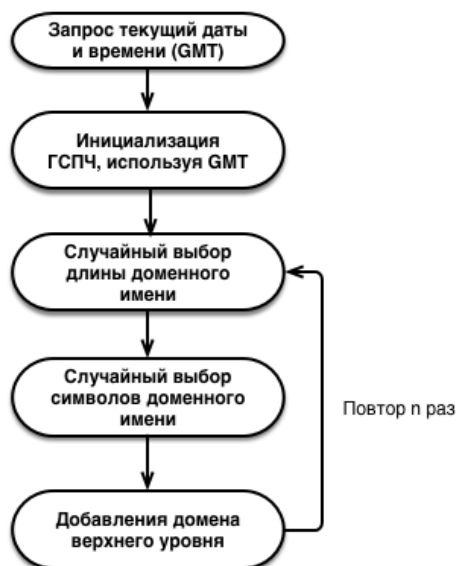 Запрос текущий даты
и времени (GMT)
Инициализация
ГСПЧ, используя GMT
Случайный выбор
длины доменного
имени
Случайный выбор
символов доменного
имени
Повтор n раз
Добавления домена
верхнего уровня